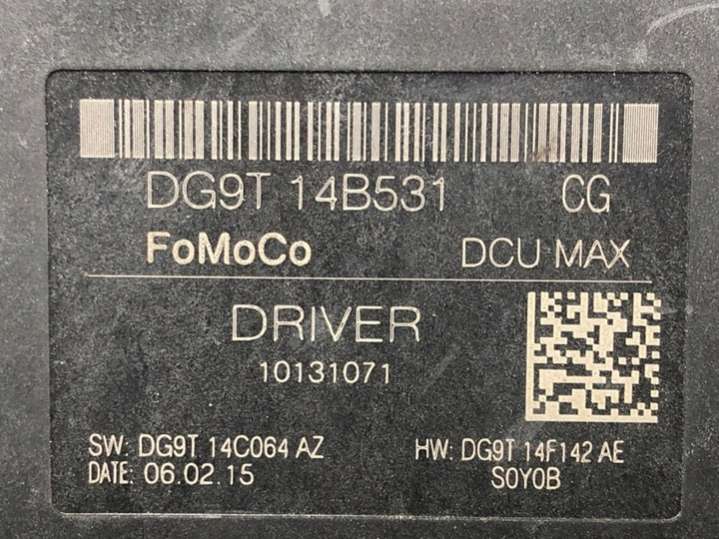 DG9T 14B531 CG
FoMoCo DCU MAX
DRIVER
10131071
SW: DG9T 14C064 AZ HW: DG9T 14F142 AE
DATE: 06.02.15 S0Y0B